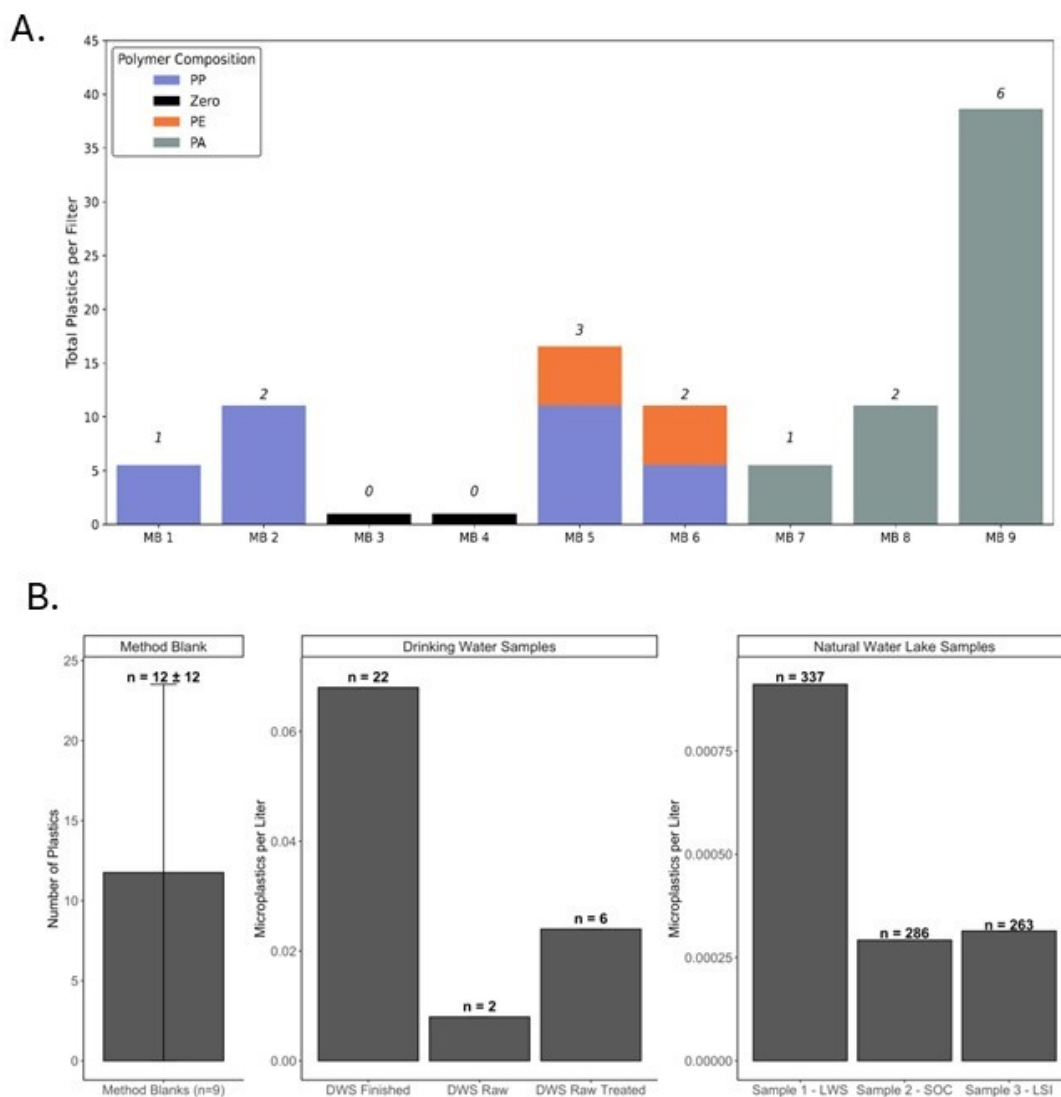 A.
Total Plastics per Filter
45
40
35
30
25
20
15
10
5
0
Polymer Composition
PP
Zero
PE
PA
1
2
0
0
3
2
1
2
6
MB 1 MB 2 MB 3 MB 4 MB 5 MB 6 MB 7 MB 8 MB 9
B.
Method Blank
Number of Plastics
25
20
15
10
5
0
n = 12 ± 12
Method Blanks (n=9)
Drinking Water Samples
Microplastics per Liter
0.06
0.04
0.02
0.00
n = 22
n = 2
n = 6
DWS Finished DWS Raw DWS Raw Treated
Natural Water Lake Samples
Microplastics per Liter
0.00075
0.00050
0.00025
0.00000
n = 337
n = 286
n = 263
Sample 1 - LWS Sample 2 - SOC Sample 3 - LSI